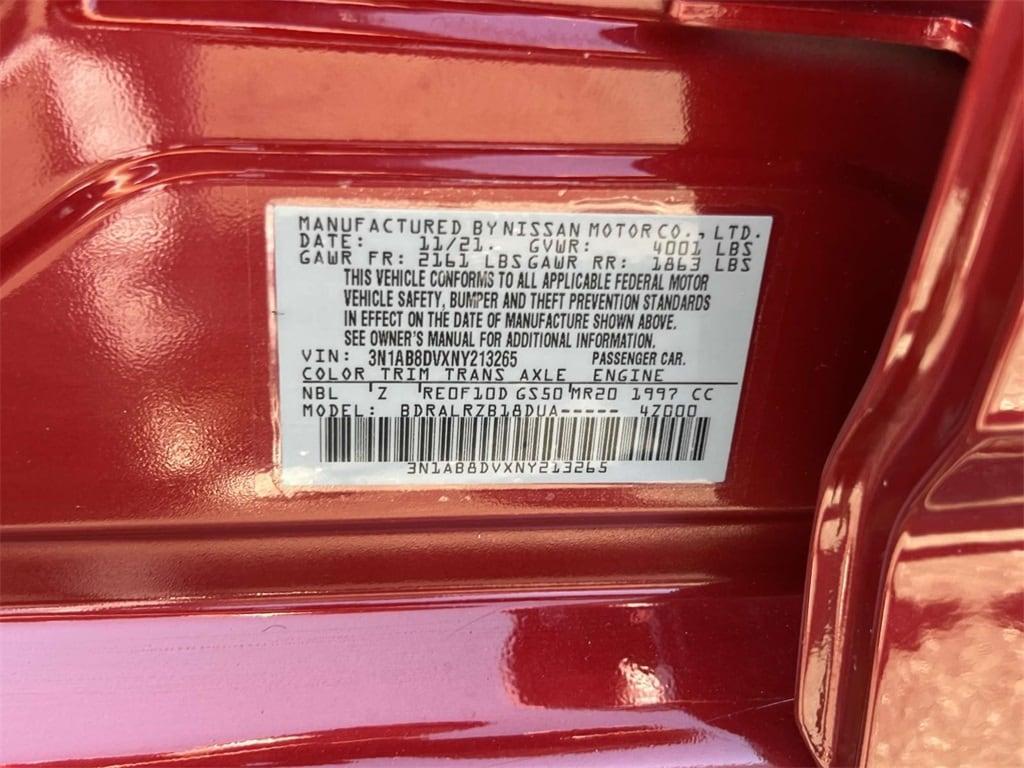 MANUFACTURED BY NISSAN MOTOR CO., LTD.
DATE: 11/21. GVWR: 4001 LBS
GAWR FR: 2161 LBS GAWR RR: 1863 LBS
THIS VEHICLE CONFORMS TO ALL APPLICABLE FEDERAL MOTOR
VEHICLE SAFETY, BUMPER AND THEFT PREVENTION STANDARDS
IN EFFECT ON THE DATE OF MANUFACTURE SHOWN ABOVE.
SEE OWNER'S MANUAL FOR ADDITIONAL INFORMATION.
VIN: 3N1AB8DVXNY213265 PASSENGER CAR.
COLOR TRIM TRANS AXLE ENGINE
NBL 'Z RE0F10D GS50 MR20 1997 CC
MODEL: BDRALRZB18DUA----- 4Z000
3N1AB8DVXNY213265